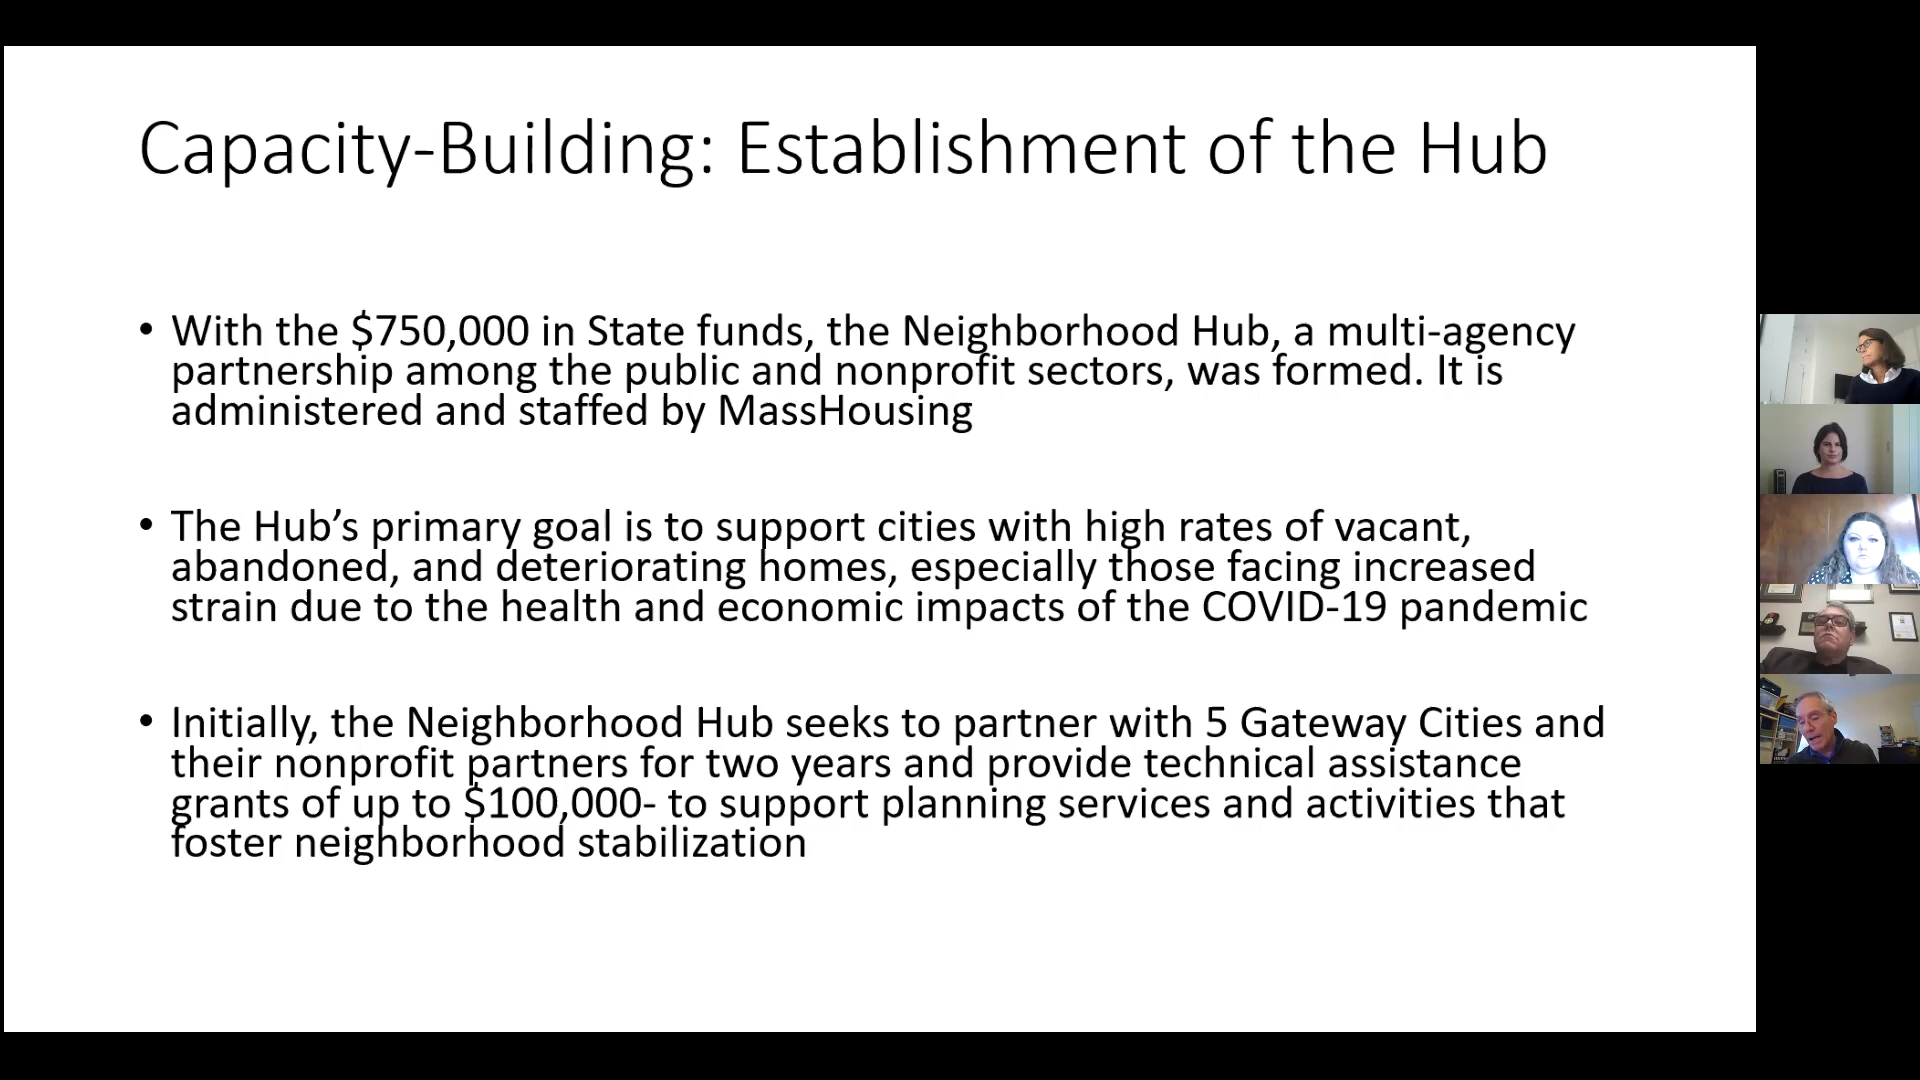 Capacity-Building: Establishment of the Hub
• With the $750,000 in State funds, the Neighborhood Hub, a multi-agency
partnership among the public and nonprofit sectors, was formed. It is
administered and staffed by MassHousing
• The Hub’s primary goal is to support cities with high rates of vacant,
abandoned, and deteriorating homes, especially those facing increased
strain due to the health and economic impacts of the COVID-19 pandemic
• Initially, the Neighborhood Hub seeks to partner with 5 Gateway Cities and
their nonprofit partners for two years and provide technical assistance
grants of up to $100,000- to support planning services and activities that
foster neighborhood stabilization